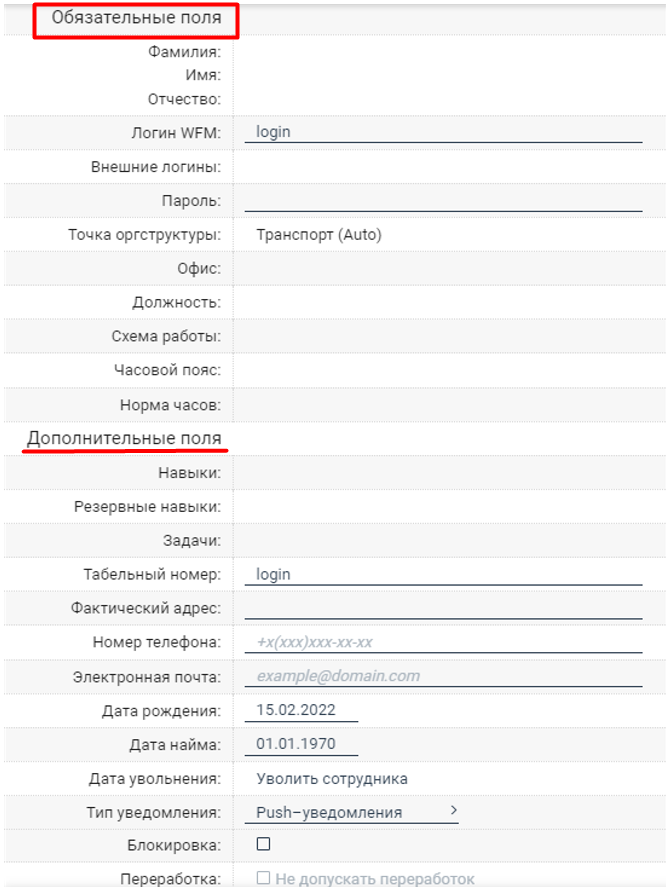 Обязательные поля
Фамилия:
Имя:
Отчество:
Логин WFM: login
Внешние логины:
Пароль:
Точка оргструктуры: Транспорт (Auto)
Офис:
Должность:
Схема работы:
Часовой пояс:
Норма часов:
Дополнительные поля
Навыки:
Резервные навыки:
Задачи:
Табельный номер: login
Фактический адрес:
Номер телефона: +x(xxx)xxx-xx-xx
Электронная почта: example@domain.com
Дата рождения: 15.02.2022
Дата найма: 01.01.1970
Дата увольнения: Уволить сотрудника
Тип уведомления: Push-уведомления >
Блокировка:
Переработка: Не допускать переработок